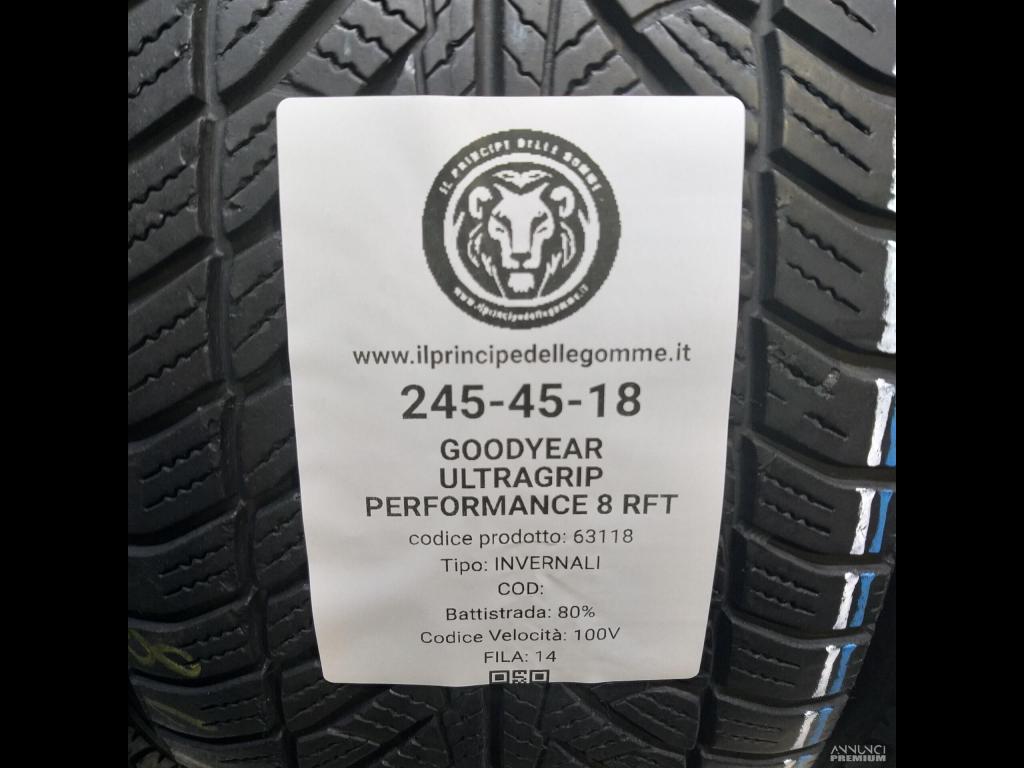 IL PRINCIPE DELLE GOMME
www.ilprincipedellegomme.it
www.ilprincipedellegomme.it
245-45-18
GOODYEAR
ULTRAGRIP
PERFORMANCE 8 RFT
codice prodotto: 63118
Tipo: INVERNALI
COD:
Battistrada: 80%
Codice Velocità: 100V
FILA: 14
ANNUNCI
PREMIUM